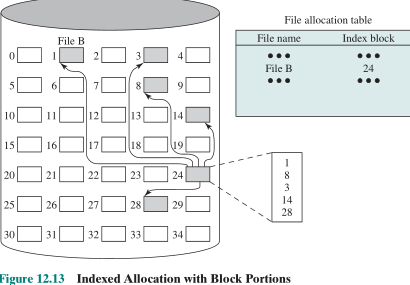 File allocation table
File name Index block
••• •••
File B 24
••• •••
File B
0 1 2 3 4
5 6 7 8 9
10 11 12 13 14
15 16 17 18 19
20 21 22 23 24
25 26 27 28 29
30 31 32 33 34
1
8
3
14
28
Figure 12.13 Indexed Allocation with Block Portions